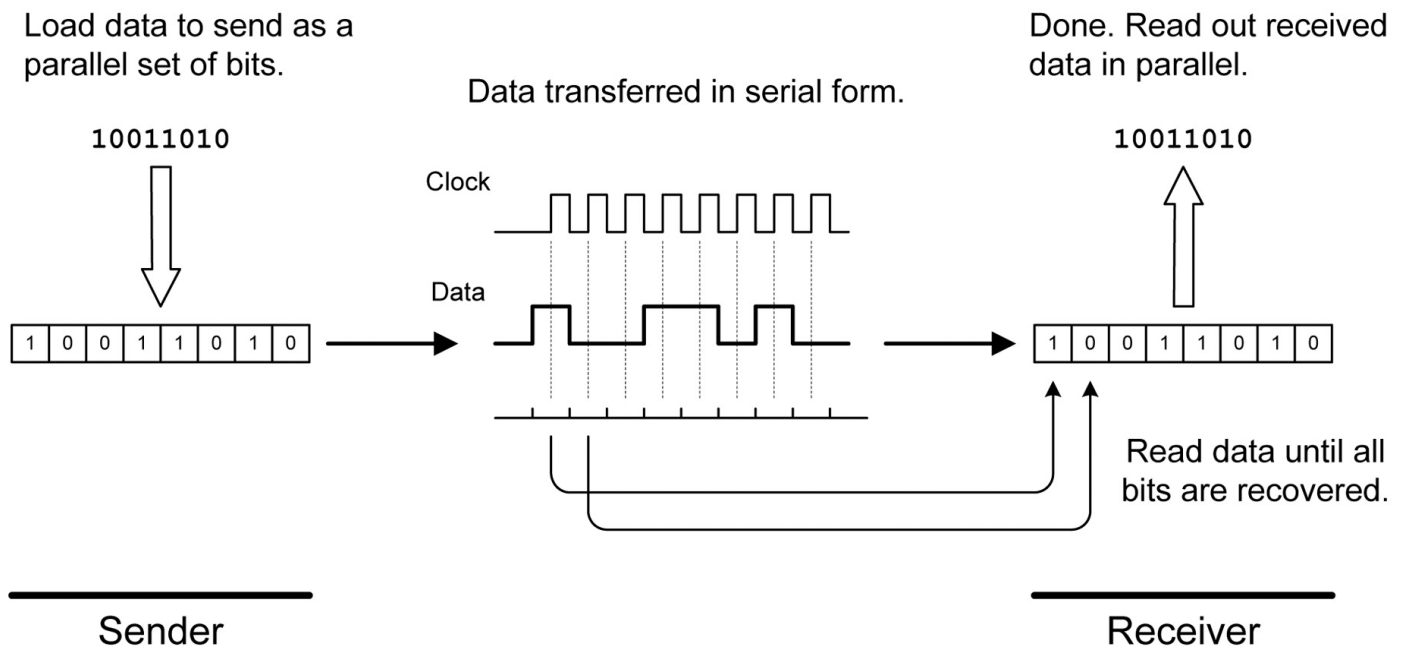 Load data to send as a
parallel set of bits.
10011010
1 0 0 1 1 0 1 0
Sender
Data transferred in serial form.
Clock
Data
Done. Read out received
data in parallel.
10011010
1 0 0 1 1 0 1 0
Read data until all
bits are recovered.
Receiver